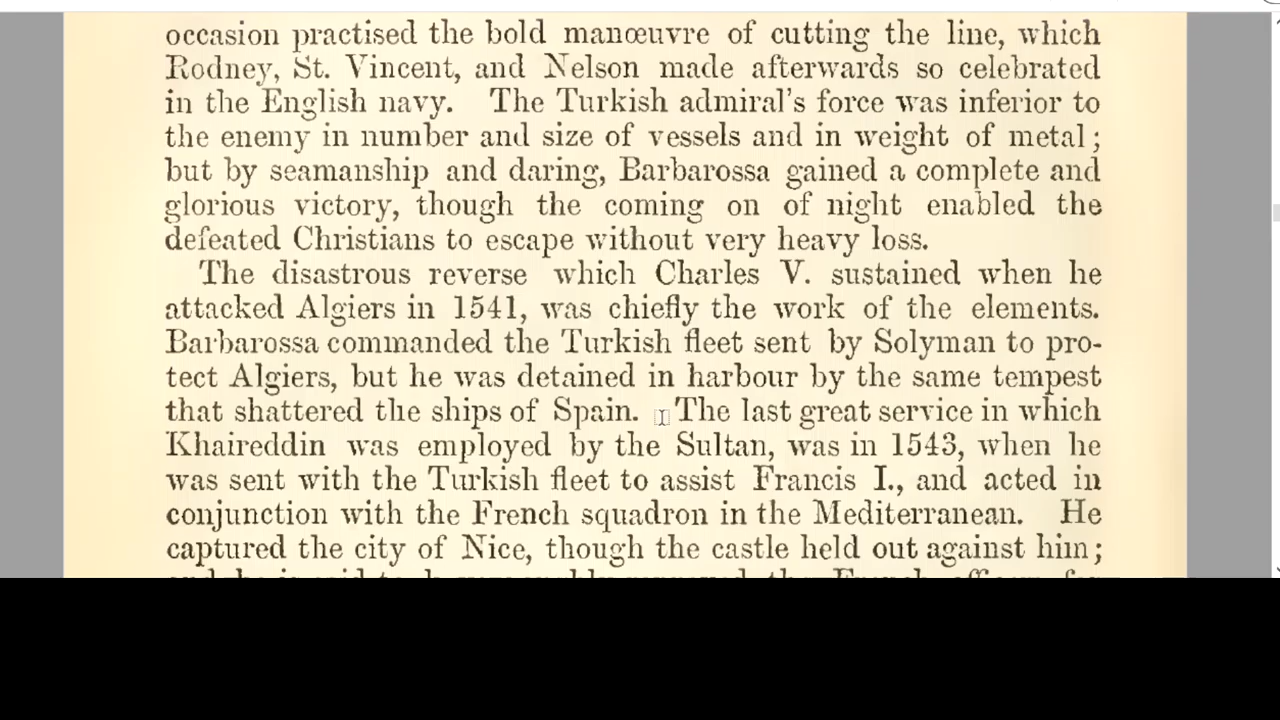 occasion practised the bold manœuvre of cutting the line, which
Rodney, St. Vincent, and Nelson made afterwards so celebrated
in the English navy. The Turkish admiral's force was inferior to
the enemy in number and size of vessels and in weight of metal;
but by seamanship and daring, Barbarossa gained a complete and
glorious victory, though the coming on of night enabled the
defeated Christians to escape without very heavy loss.
The disastrous reverse which Charles V. sustained when he
attacked Algiers in 1541, was chiefly the work of the elements.
Barbarossa commanded the Turkish fleet sent by Solyman to pro-
tect Algiers, but he was detained in harbour by the same tempest
that shattered the ships of Spain. The last great service in which
Khaireddin was employed by the Sultan, was in 1543, when he
was sent with the Turkish fleet to assist Francis I., and acted in
conjunction with the French squadron in the Mediterranean. He
captured the city of Nice, though the castle held out against him;